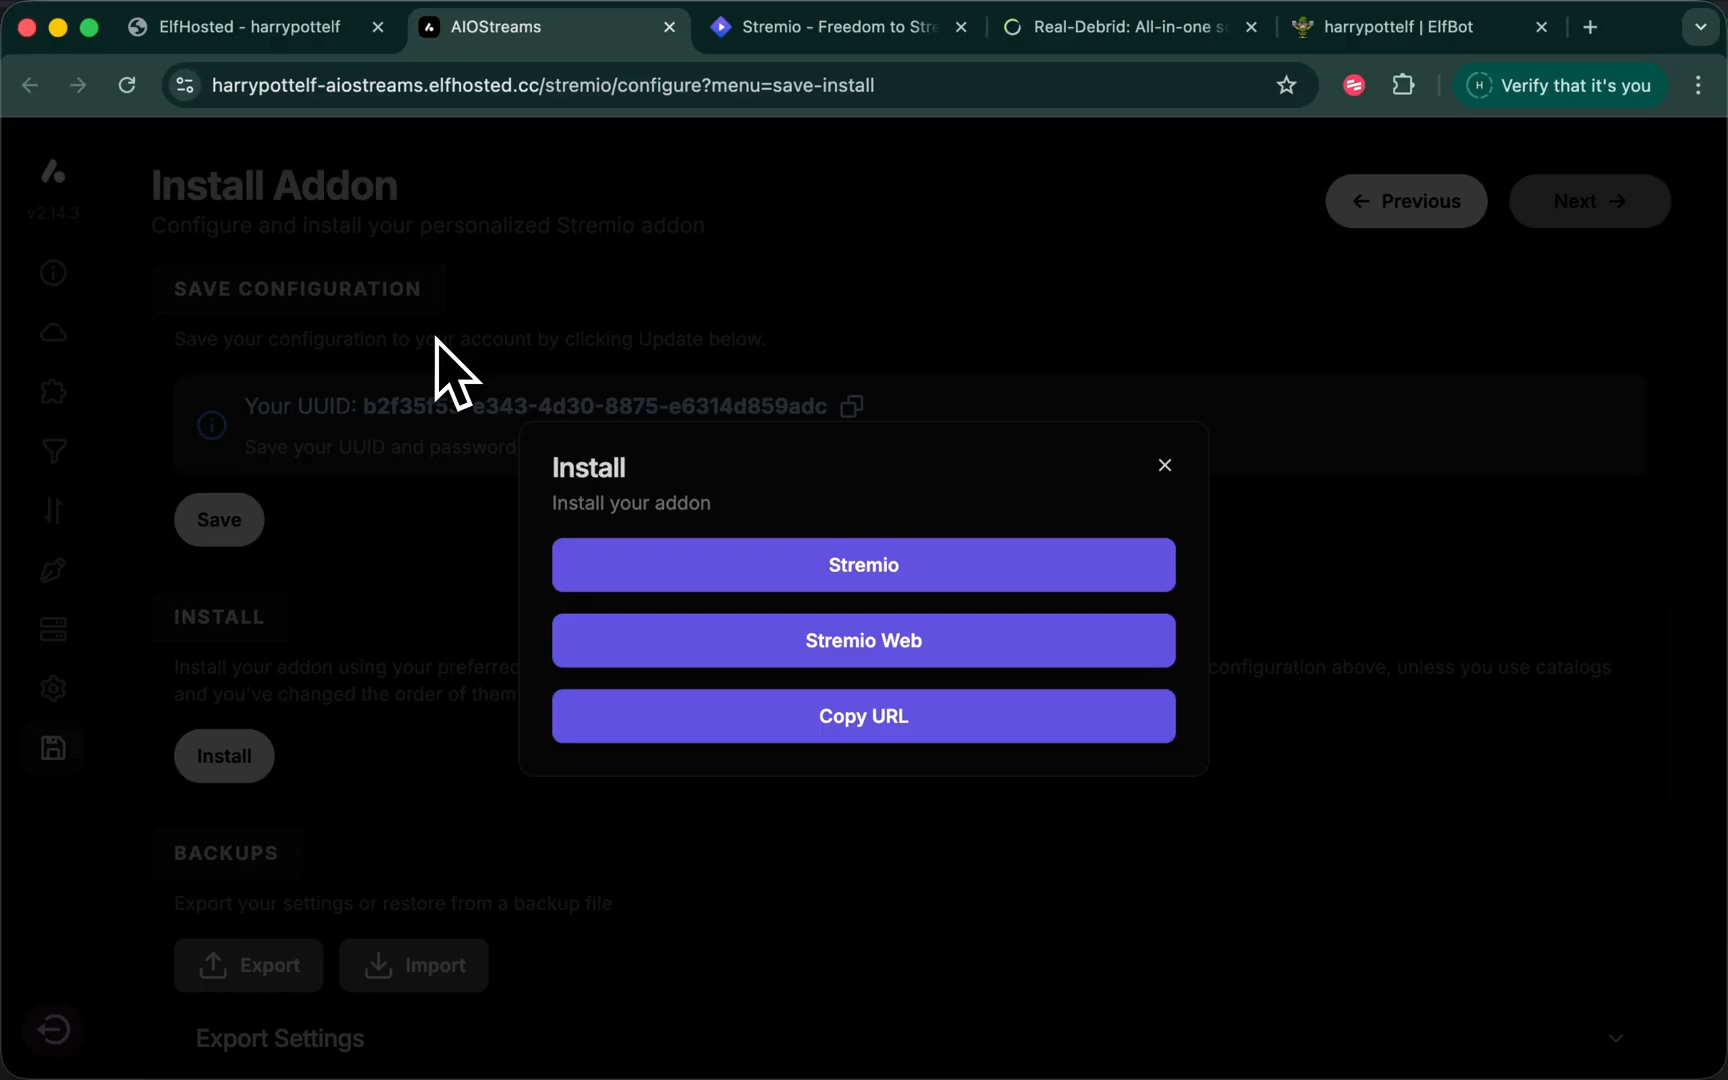 ElfHosted - harrypottelf
AIOStreams
Stremio - Freedom to Stre
Real-Debrid: All-in-one s
harrypottelf | ElfBot
harrypottelf-aiostreams.elfhosted.cc/stremio/configure?menu=save-install
H
Verify that it's you
v2.14.3
Install Addon
Configure and install your personalized Stremio addon
Previous
Next
SAVE CONFIGURATION
Save your configuration to your account by clicking Update below.
Your UUID: b2f35f53-e343-4d30-8875-e6314d859adc
Save your UUID and password
Save
Install
Install your addon
Stremio
Stremio Web
Copy URL
INSTALL
Install your addon using your preferred configuration above, unless you use catalogs
and you've changed the order of them
Install
BACKUPS
Export your settings or restore from a backup file
Export
Import
Export Settings